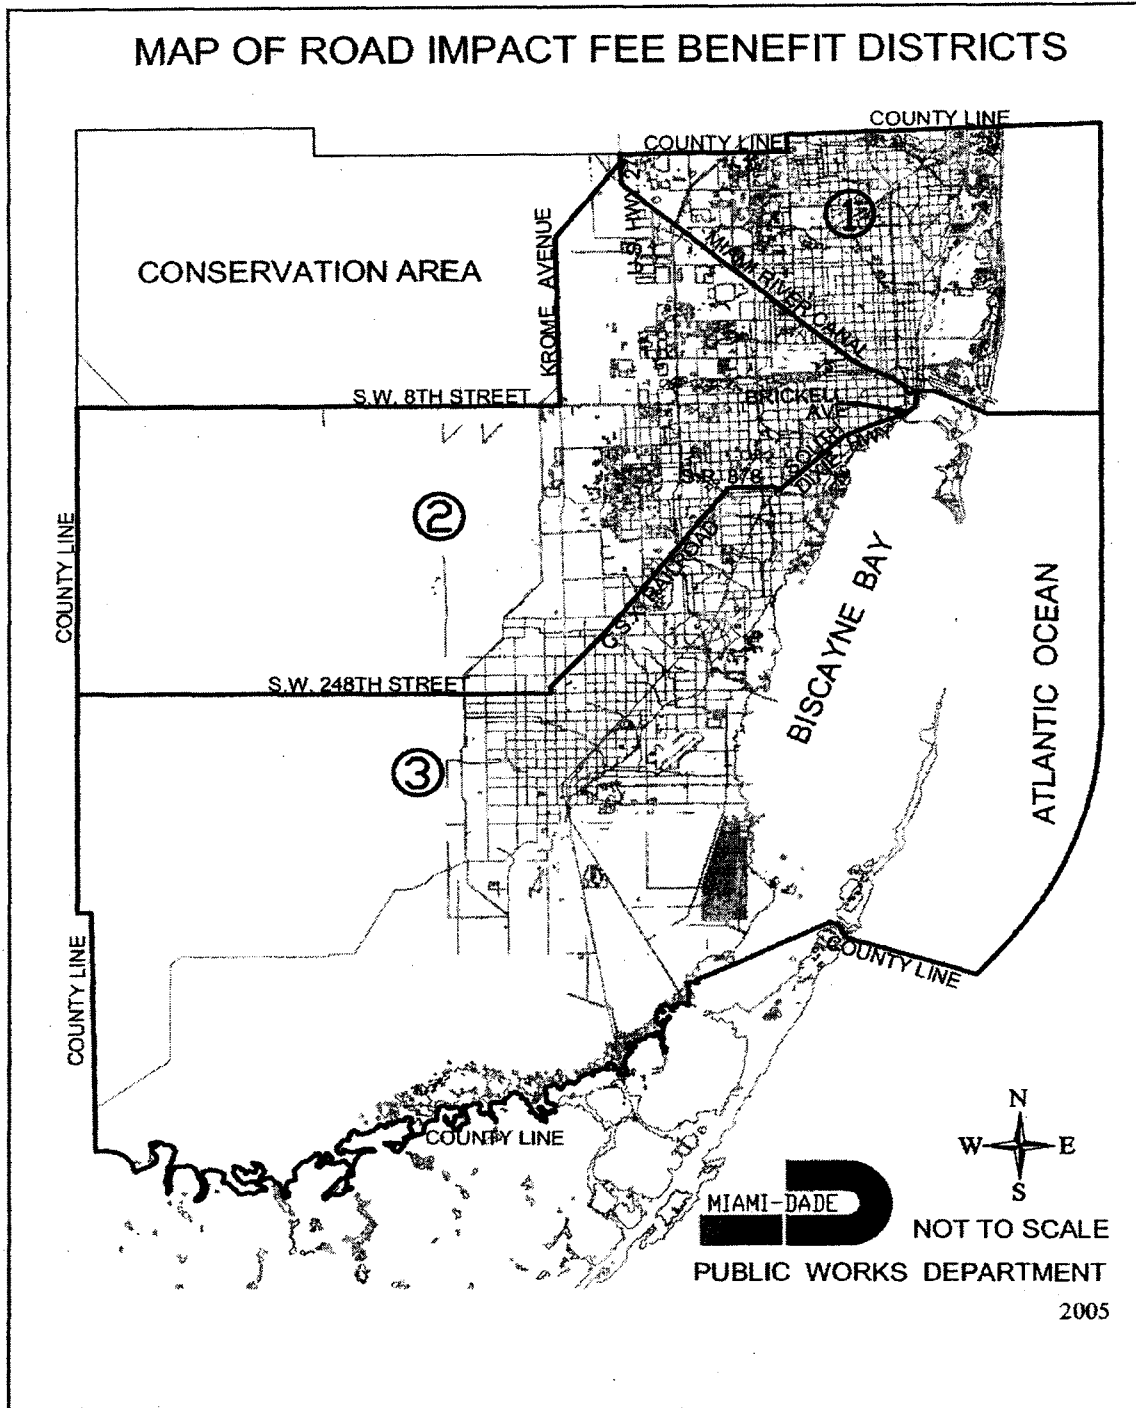 MAP OF ROAD IMPACT FEE BENEFIT DISTRICTS
COUNTY LINE
COUNTY LINE
U.S. HWY 27
1
KROME AVENUE
MIAMI RIVER CANAL
CONSERVATION AREA
S.W. 8TH STREET
BRICKELL
AVE
SOUTH
DIXIE HWY
S.R. 878
2
COUNTY LINE
C.S.X. RAILROAD
BISCAYNE BAY
ATLANTIC OCEAN
S.W. 248TH STREET
3
COUNTY LINE
COUNTY LINE
COUNTY LINE
N
W E
S
MIAMI-DADE
NOT TO SCALE
PUBLIC WORKS DEPARTMENT
2005